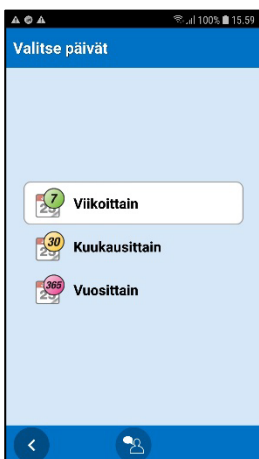 100% 15.59
Valitse päivät
7
Viikoittain
30
Kuukausittain
365
Vuosittain